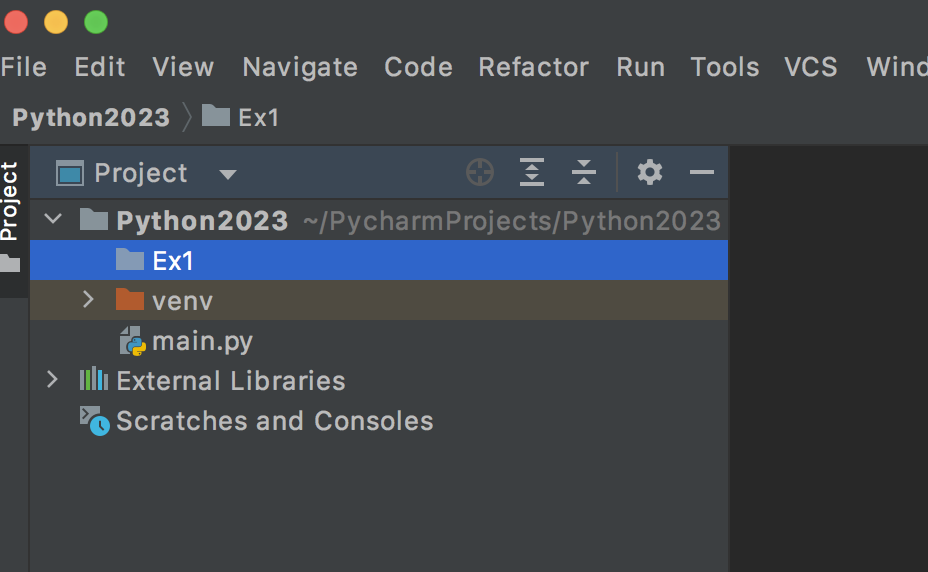 File Edit View Navigate Code Refactor Run Tools VCS
Python2023 Ex1
Project
Project
Python2023 ~/PycharmProjects/Python2023
Ex1
venv
main.py
External Libraries
Scratches and Consoles